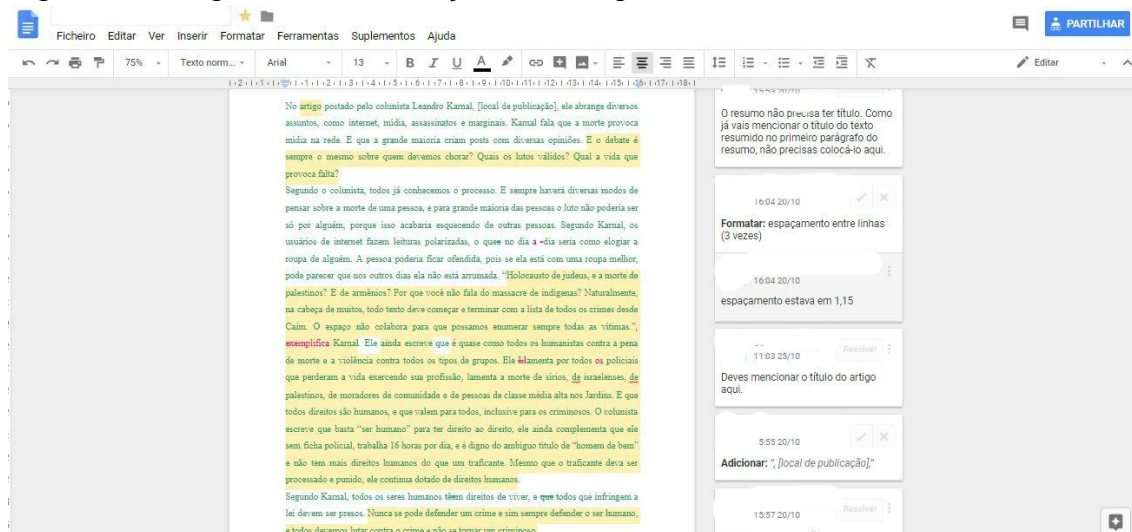 Ficheiro Editar Ver Inserir Formatar Ferramentas Suplementos Ajuda
PARTILHAR
75% Texto norm... Arial 13 B I U A Editar
No artigo postado pelo colunista Leandro Karnal, [local de publicação], ele abrange diversos
assuntos, como internet, mídia, assassinatos e marginais. Karnal fala que a morte provoca
mídia na rede. E que a grande maioria criam posts com diversas opiniões. E o debate é
sempre o mesmo sobre quem devemos chorar? Quais os lutos válidos? Qual a vida que
provoca falta?
Segundo o colunista, todos já conhecemos o processo. E sempre haverá diversas modos de
pensar sobre a morte de uma pessoa, e para grande maioria das pessoas o luto não poderia ser
só por alguém, porque isso acabaria esquecendo de outras pessoas. Segundo Karnal, os
usuários de internet fazem leituras polarizadas, o quee no dia a -dia seria como elogiar a
roupa de alguém. A pessoa poderia ficar ofendida, pois se ela está com uma roupa melhor,
pode parecer que nos outros dias ela não está arrumada. "Holocausto de judeus, e a morte de
palestinos? E de armênios? Por que você não fala do massacre de indígenas? Naturalmente,
na cabeça de muitos, todo texto deve começar e terminar com a lista de todos os crimes desde
Caim. O espaço não colabora para que possamos enumerar sempre todas as vítimas.",
exemplifica Karnal. Ele ainda escreve que é quase como todos os humanistas contra a pena
de morte e a violência contra todos os tipos de grupos. Ele lamenta por todos os policiais
que perderam a vida exercendo sua profissão, lamenta a morte de sírios, de israelenses, de
palestinos, de moradores de comunidade e de pessoas de classe média alta nos Jardins. E que
todos direitos são humanos, e que valem para todos, inclusive para os criminosos. O colunista
escreve que basta "ser humano" para ter direito ao direito, ele ainda complementa que ele
sem ficha policial, trabalha 16 horas por dia, e é digno do ambíguo título de "homem de bem"
e não tem mais direitos humanos do que um traficante. Mesmo que o traficante deva ser
processado e punido, ele continua dotado de direitos humanos.
Segundo Karnal, todos os seres humanos têem direitos de viver, e que todos que infringem a
lei devem ser presos. Nunca se pode defender um crime e sim sempre defender o ser humano,
e todos devemos lutar contra o crime e não se tornar um criminoso.
15:53 20/10
O resumo não precisa ter título. Como
já vais mencionar o título do texto
resumido no primeiro parágrafo do
resumo, não precisas colocá-lo aqui.
16:04 20/10
Formatar: espaçamento entre linhas
(3 vezes)
16:04 20/10
espaçamento estava em 1,15
Resolver
11:03 25/10
Deves mencionar o título do artigo
aqui.
5:55 20/10
Adicionar: ", [local de publicação],"
Resolver
15:57 20/10